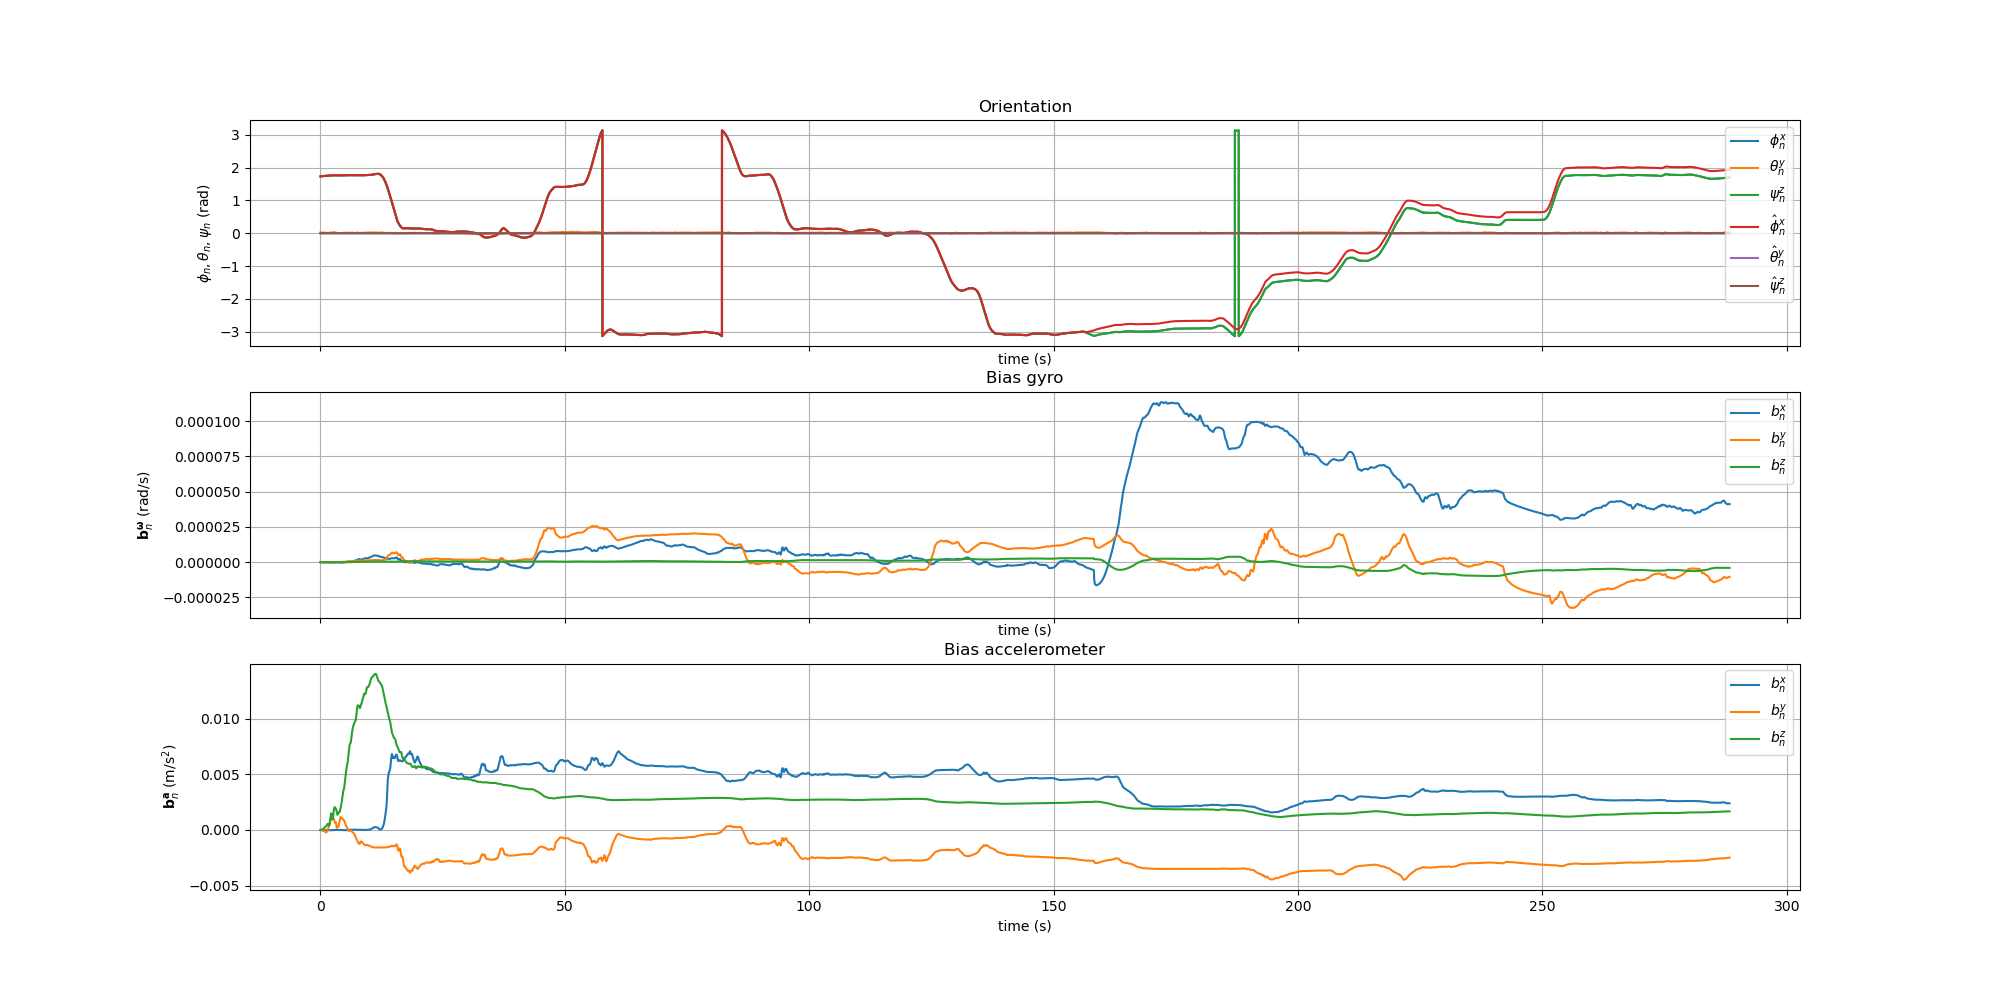 Orientation
ϕₙ, θₙ, ψₙ (rad)
3
2
1
0
−1
−2
−3
ϕₙˣ
θₙʸ
ψₙᶻ
ϕ̂ₙˣ
θ̂ₙʸ
ψ̂ₙᶻ
time (s)
Bias gyro
bₙ^ω (rad/s)
0.000100
0.000075
0.000050
0.000025
0.000000
−0.000025
bₙˣ
bₙʸ
bₙᶻ
time (s)
Bias accelerometer
bₙᵃ (m/s²)
0.010
0.005
0.000
−0.005
bₙˣ
bₙʸ
bₙᶻ
0 50 100 150 200 250 300
time (s)